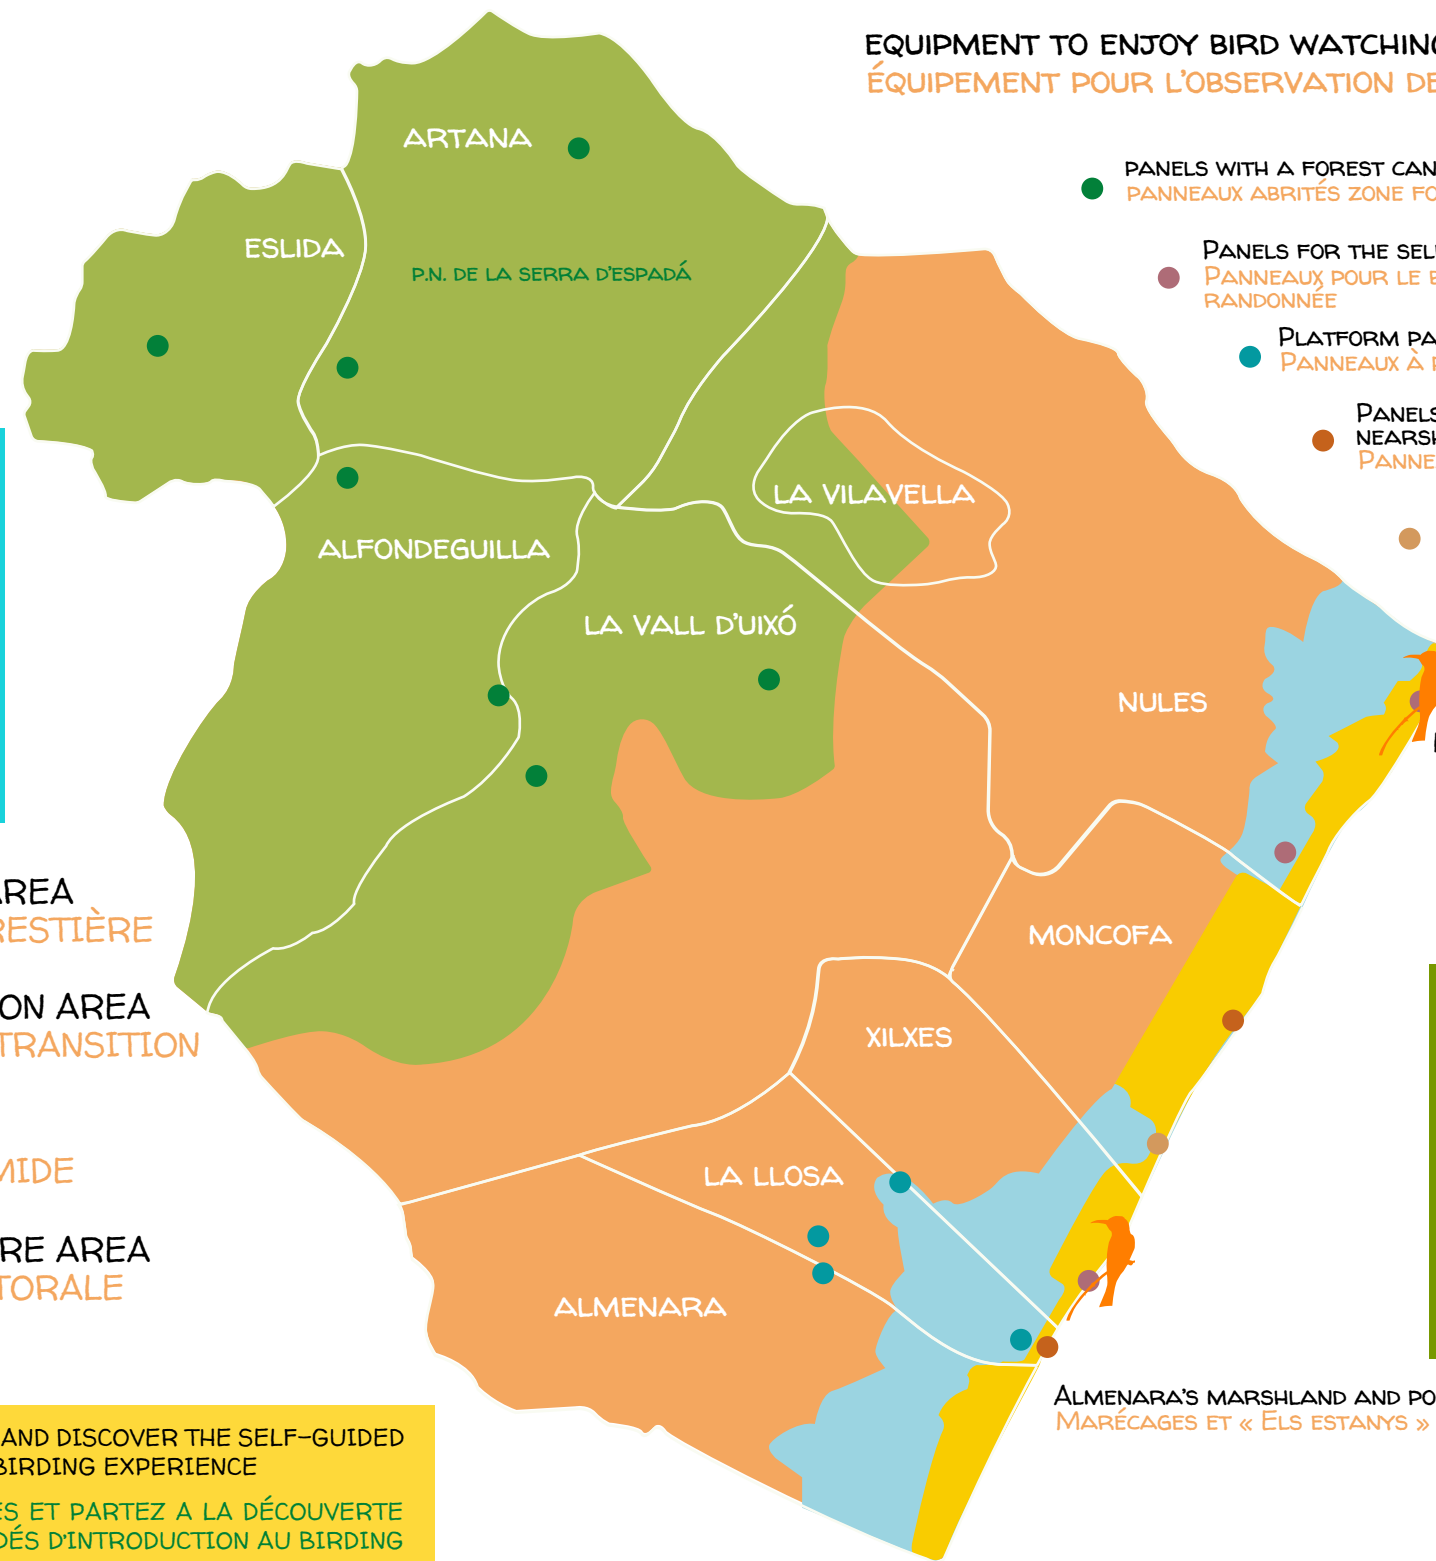 EQUIPMENT TO ENJOY BIRD WATCHING
ÉQUIPEMENT POUR L'OBSERVATION DE
PANELS WITH A FOREST CAN
PANNEAUX ABRITÉS ZONE FO
PANELS FOR THE SEL
PANNEAUX POUR LE
RANDONNÉE
PLATFORM PA
PANNEAUX À
PANELS
NEARSH
PANNE
ARTANA
ESLIDA
P.N. DE LA SERRA D'ESPADÁ
LA VILAVELLA
ALFONDEGUILLA
LA VALL D'UIXÓ
NULES
MONCOFA
XILXES
LA LLOSA
ALMENARA
AREA
RESTIÈRE
ON AREA
TRANSITION
MIDE
RE AREA
TORALE
ALMENARA'S MARSHLAND AND PO
MARÉCAGES ET « ELS ESTANYS »
AND DISCOVER THE SELF-GUIDED
BIRDING EXPERIENCE
ES ET PARTEZ A LA DÉCOUVERTE
DÉS D'INTRODUCTION AU BIRDING